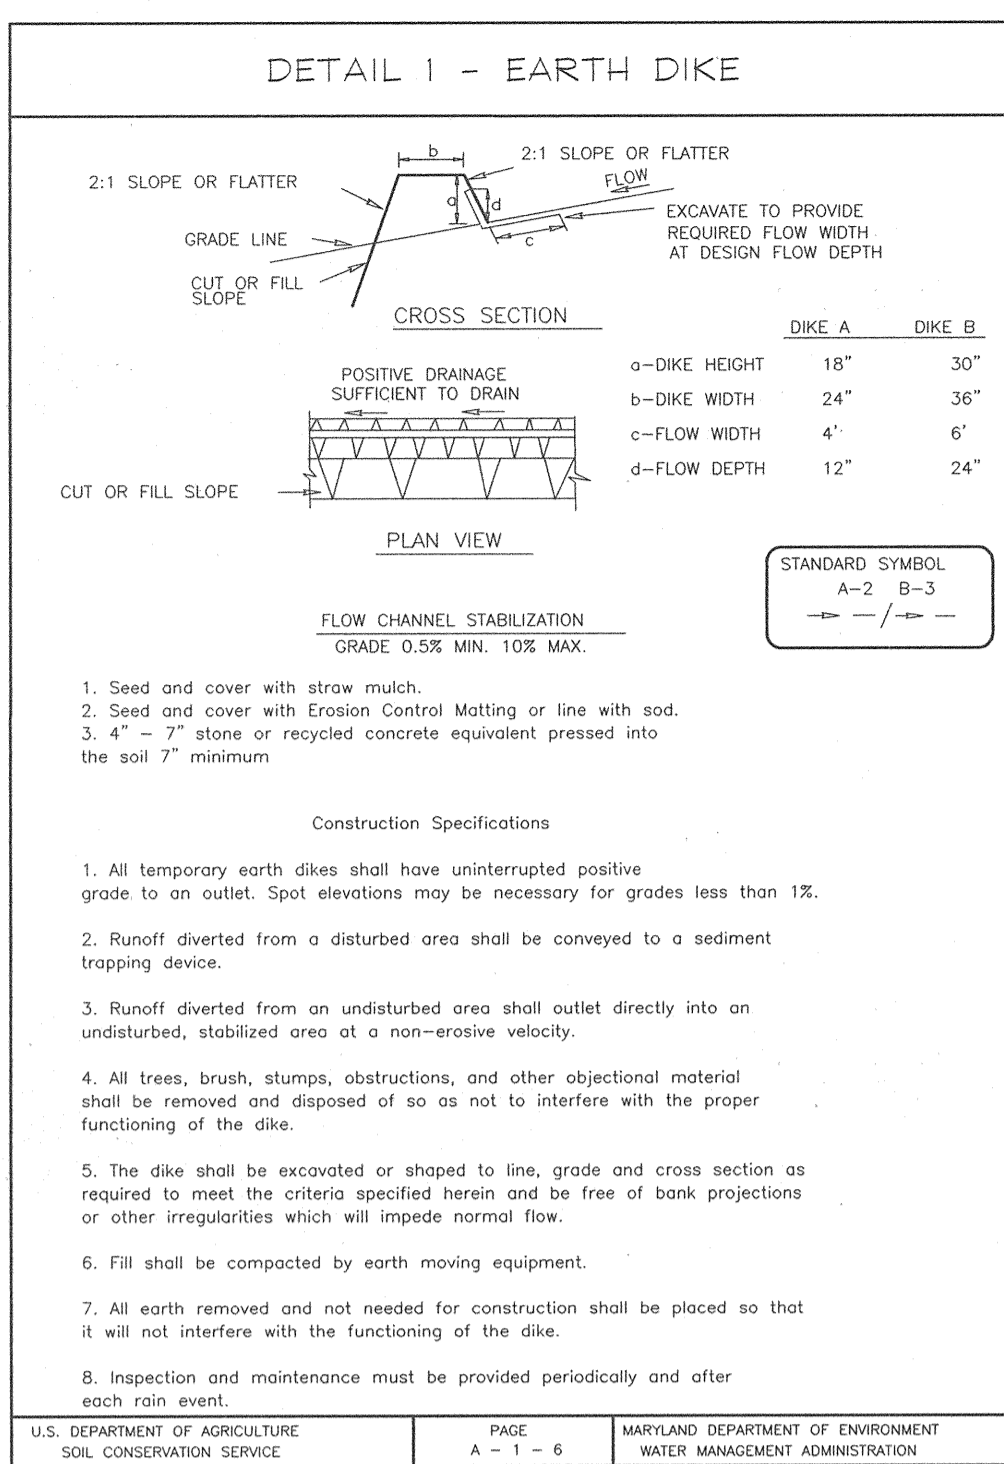 DETAIL 1 - EARTH DIKE
b
2:1 SLOPE OR FLATTER
2:1 SLOPE OR FLATTER
FLOW
a
d
EXCAVATE TO PROVIDE
REQUIRED FLOW WIDTH
AT DESIGN FLOW DEPTH
GRADE LINE
c
CUT OR FILL
SLOPE
CROSS SECTION
DIKE A DIKE B
a-DIKE HEIGHT 18" 30"
b-DIKE WIDTH 24" 36"
c-FLOW WIDTH 4' 6'
d-FLOW DEPTH 12" 24"
POSITIVE DRAINAGE
SUFFICIENT TO DRAIN
CUT OR FILL SLOPE
PLAN VIEW
STANDARD SYMBOL
A-2 B-3
FLOW CHANNEL STABILIZATION
GRADE 0.5% MIN. 10% MAX.
1. Seed and cover with straw mulch.
2. Seed and cover with Erosion Control Matting or line with sod.
3. 4" - 7" stone or recycled concrete equivalent pressed into
the soil 7" minimum
Construction Specifications
1. All temporary earth dikes shall have uninterrupted positive
grade to an outlet. Spot elevations may be necessary for grades less than 1%.
2. Runoff diverted from a disturbed area shall be conveyed to a sediment
trapping device.
3. Runoff diverted from an undisturbed area shall outlet directly into an
undisturbed, stabilized area at a non-erosive velocity.
4. All trees, brush, stumps, obstructions, and other objectional material
shall be removed and disposed of so as not to interfere with the proper
functioning of the dike.
5. The dike shall be excavated or shaped to line, grade and cross section as
required to meet the criteria specified herein and be free of bank projections
or other irregularities which will impede normal flow.
6. Fill shall be compacted by earth moving equipment.
7. All earth removed and not needed for construction shall be placed so that
it will not interfere with the functioning of the dike.
8. Inspection and maintenance must be provided periodically and after
each rain event.
U.S. DEPARTMENT OF AGRICULTURE
SOIL CONSERVATION SERVICE
PAGE
A - 1 - 6
MARYLAND DEPARTMENT OF ENVIRONMENT
WATER MANAGEMENT ADMINISTRATION